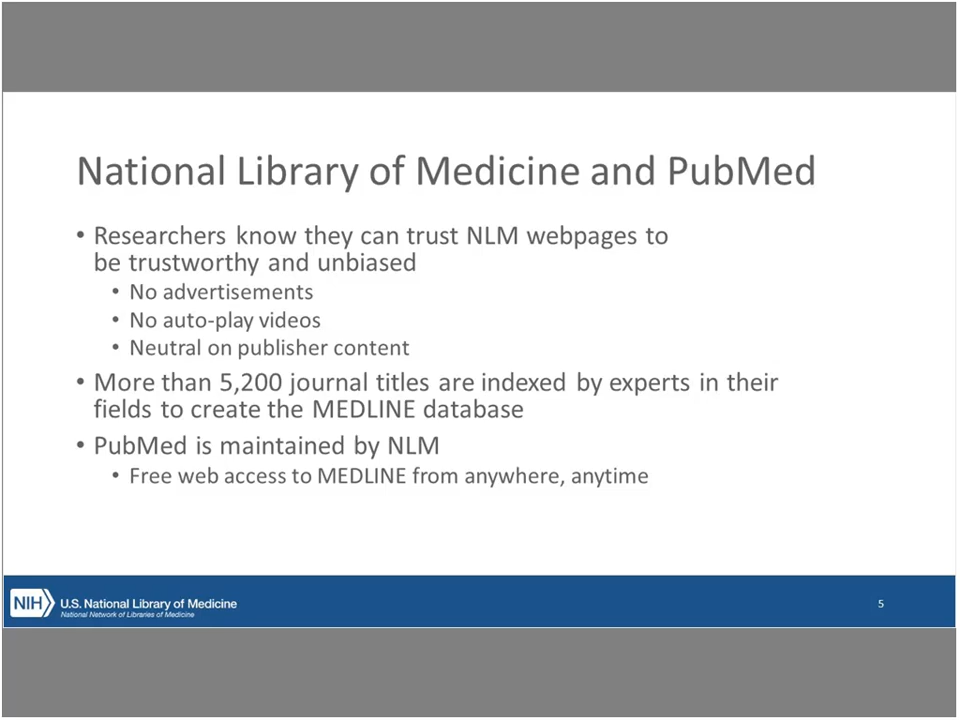 National Library of Medicine and PubMed
• Researchers know they can trust NLM webpages to
be trustworthy and unbiased
• No advertisements
• No auto-play videos
• Neutral on publisher content
• More than 5,200 journal titles are indexed by experts in their
fields to create the MEDLINE database
• PubMed is maintained by NLM
• Free web access to MEDLINE from anywhere, anytime
NIH U.S. National Library of Medicine
National Network of Libraries of Medicine
5